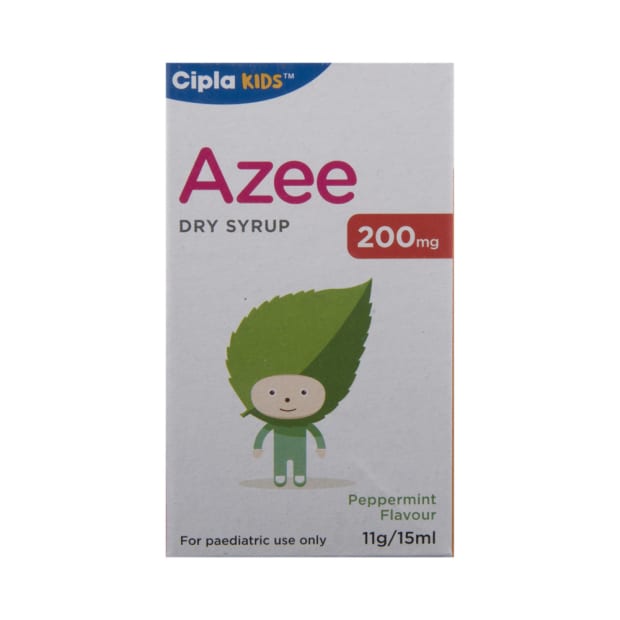 Cipla KIDS™
Azee
DRY SYRUP
200mg
Peppermint
Flavour
For paediatric use only
11g/15ml